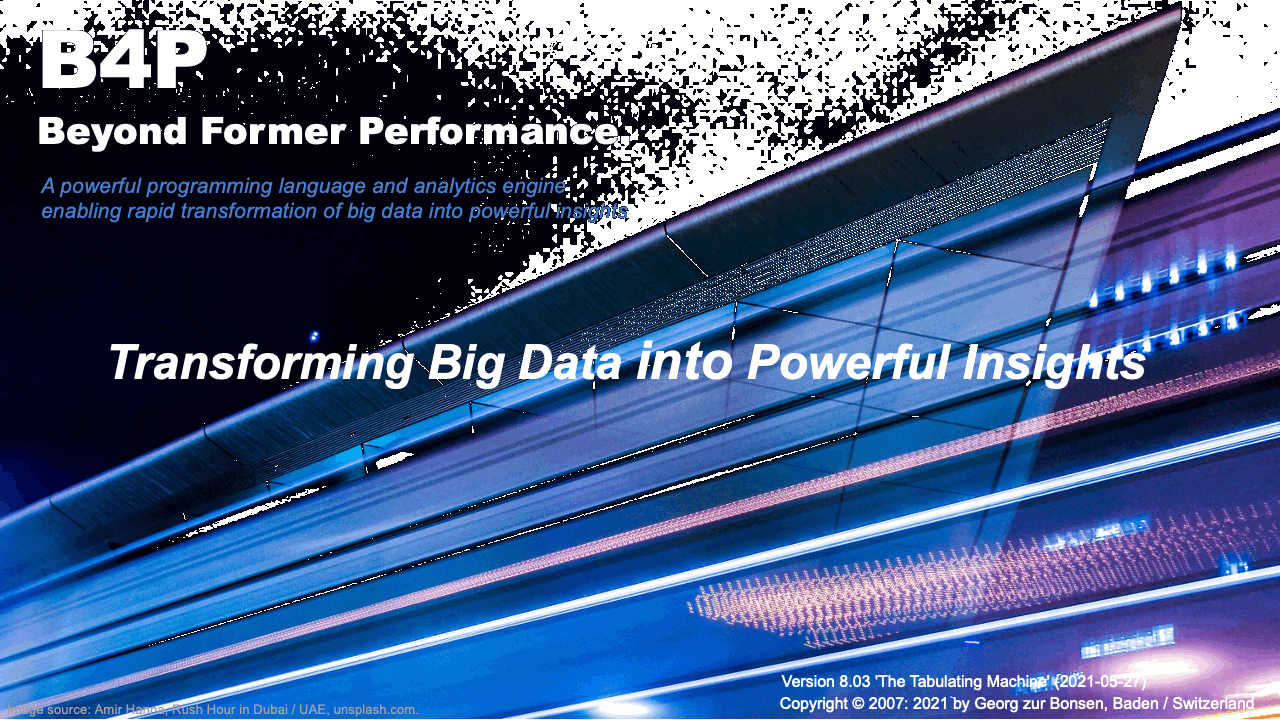 B4P
Beyond Former Performance
A powerful programming language and analytics engine
enabling rapid transformation of big data into powerful insights
Transforming Big Data into Powerful Insights
Version 8.03 'The Tabulating Machine' (2021-05-27)
Copyright © 2007: 2021 by Georg zur Bonsen, Baden / Switzerland
Image source: Amir Hanna, Rush Hour in Dubai / UAE, unsplash.com.